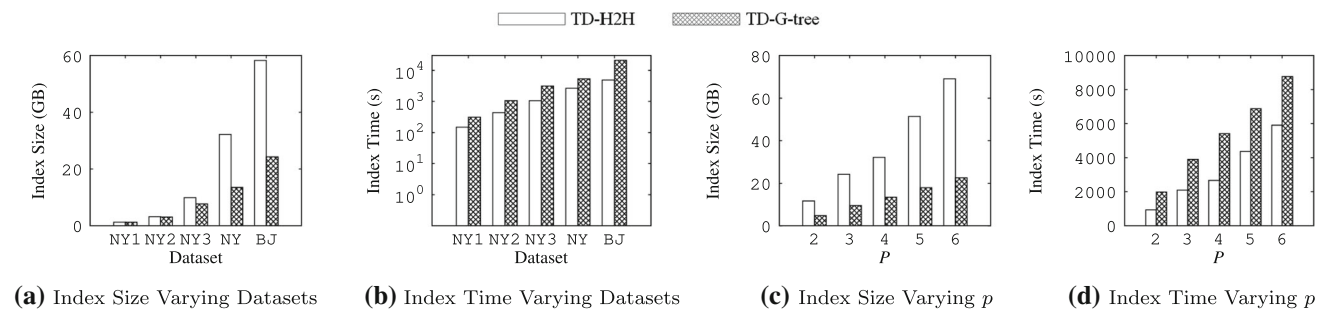 TD-H2H TD-G-tree
60
40
20
0
Index Size (GB)
NY1 NY2 NY3 NY BJ
Dataset
(a) Index Size Varying Datasets
10^4
10^3
10^2
10^1
10^0
Index Time (s)
NY1 NY2 NY3 NY BJ
Dataset
(b) Index Time Varying Datasets
80
60
40
20
0
Index Size (GB)
2 3 4 5 6
P
(c) Index Size Varying p
10000
8000
6000
4000
2000
0
Index Time (s)
2 3 4 5 6
P
(d) Index Time Varying p